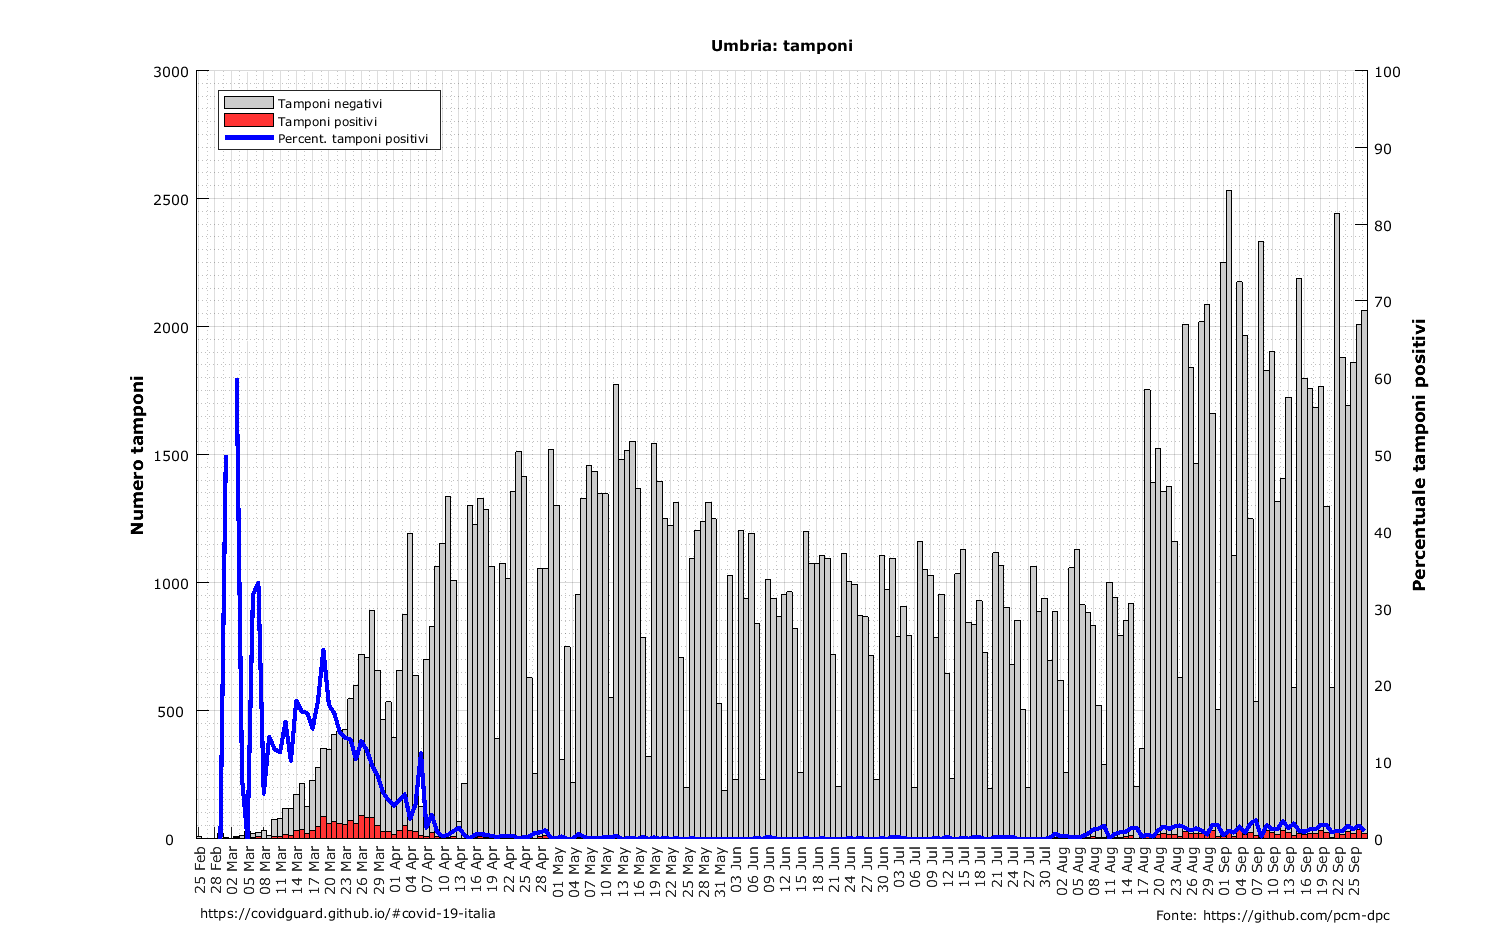 Umbria: tamponi
3000
2500
2000
1500
1000
500
0
100
90
80
70
60
50
40
30
20
10
0
Tamponi negativi
Tamponi positivi
Percent. tamponi positivi
Numero tamponi
Percentuale tamponi positivi
25 Feb
28 Feb
02 Mar
05 Mar
08 Mar
11 Mar
14 Mar
17 Mar
20 Mar
23 Mar
26 Mar
29 Mar
01 Apr
04 Apr
07 Apr
10 Apr
13 Apr
16 Apr
19 Apr
22 Apr
25 Apr
28 Apr
01 May
04 May
07 May
10 May
13 May
16 May
19 May
22 May
25 May
28 May
31 May
03 Jun
06 Jun
09 Jun
12 Jun
15 Jun
18 Jun
21 Jun
24 Jun
27 Jun
30 Jun
03 Jul
06 Jul
09 Jul
12 Jul
15 Jul
18 Jul
21 Jul
24 Jul
27 Jul
30 Jul
02 Aug
05 Aug
08 Aug
11 Aug
14 Aug
17 Aug
20 Aug
23 Aug
26 Aug
29 Aug
01 Sep
04 Sep
07 Sep
10 Sep
13 Sep
16 Sep
19 Sep
22 Sep
25 Sep
https://covidguard.github.io/#covid-19-italia
Fonte: https://github.com/pcm-dpc